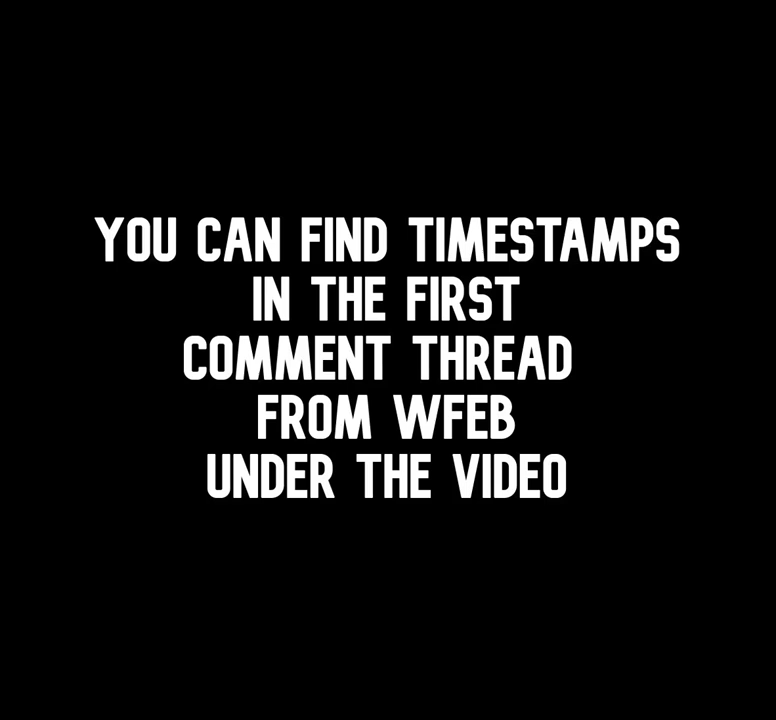 YOU CAN FIND TIMESTAMPS
IN THE FIRST
COMMENT THREAD
FROM WFEB
UNDER THE VIDEO